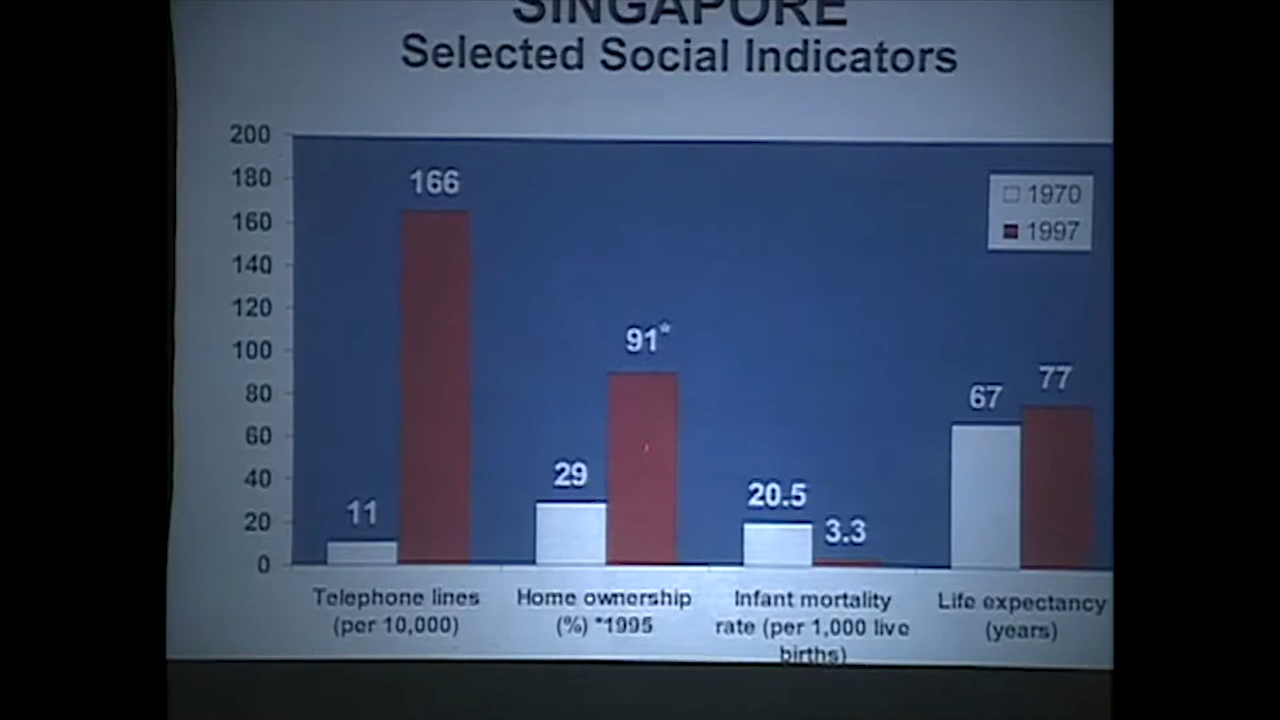 SINGAPORE
Selected Social Indicators
200
180
160
140
120
100
80
60
40
20
0
166
11
91*
29
20.5
3.3
67
77
1970
1997
Telephone lines
(per 10,000)
Home ownership
(%) *1995
Infant mortality
rate (per 1,000 live
births)
Life expectancy
(years)